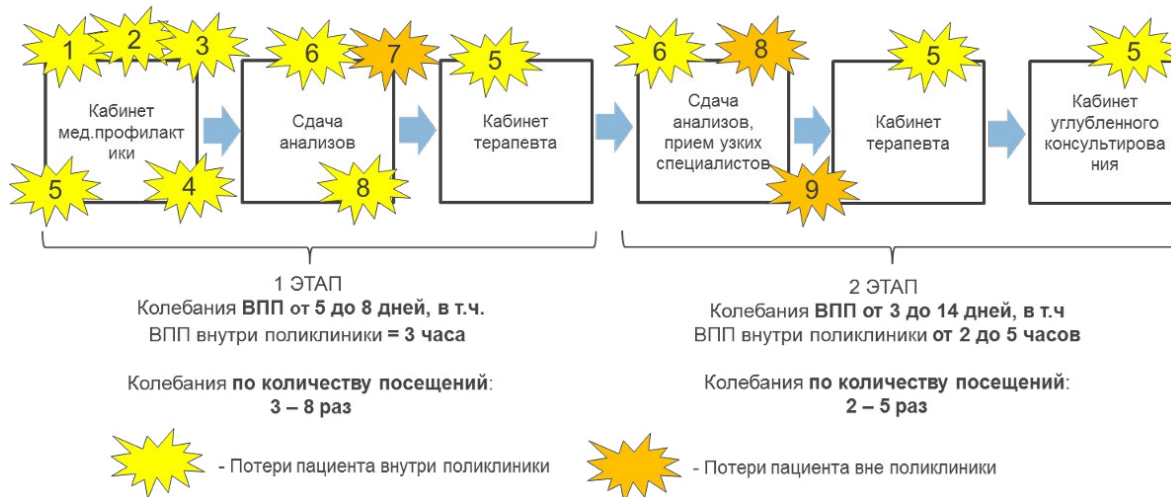 1
2
3
6
7
5
6
8
5
5
Кабинет
мед.профилакт
ики
Сдача
анализов
Кабинет
терапевта
Сдача
анализов,
прием узких
специалистов
Кабинет
терапевта
Кабинет
углубленного
консультирова
ния
5
4
8
9
1 ЭТАП
Колебания ВПП от 5 до 8 дней, в т.ч.
ВПП внутри поликлиники = 3 часа
Колебания по количеству посещений:
3 – 8 раз
2 ЭТАП
Колебания ВПП от 3 до 14 дней, в т.ч
ВПП внутри поликлиники от 2 до 5 часов
Колебания по количеству посещений:
2 – 5 раз
- Потери пациента внутри поликлиники
- Потери пациента вне поликлиники